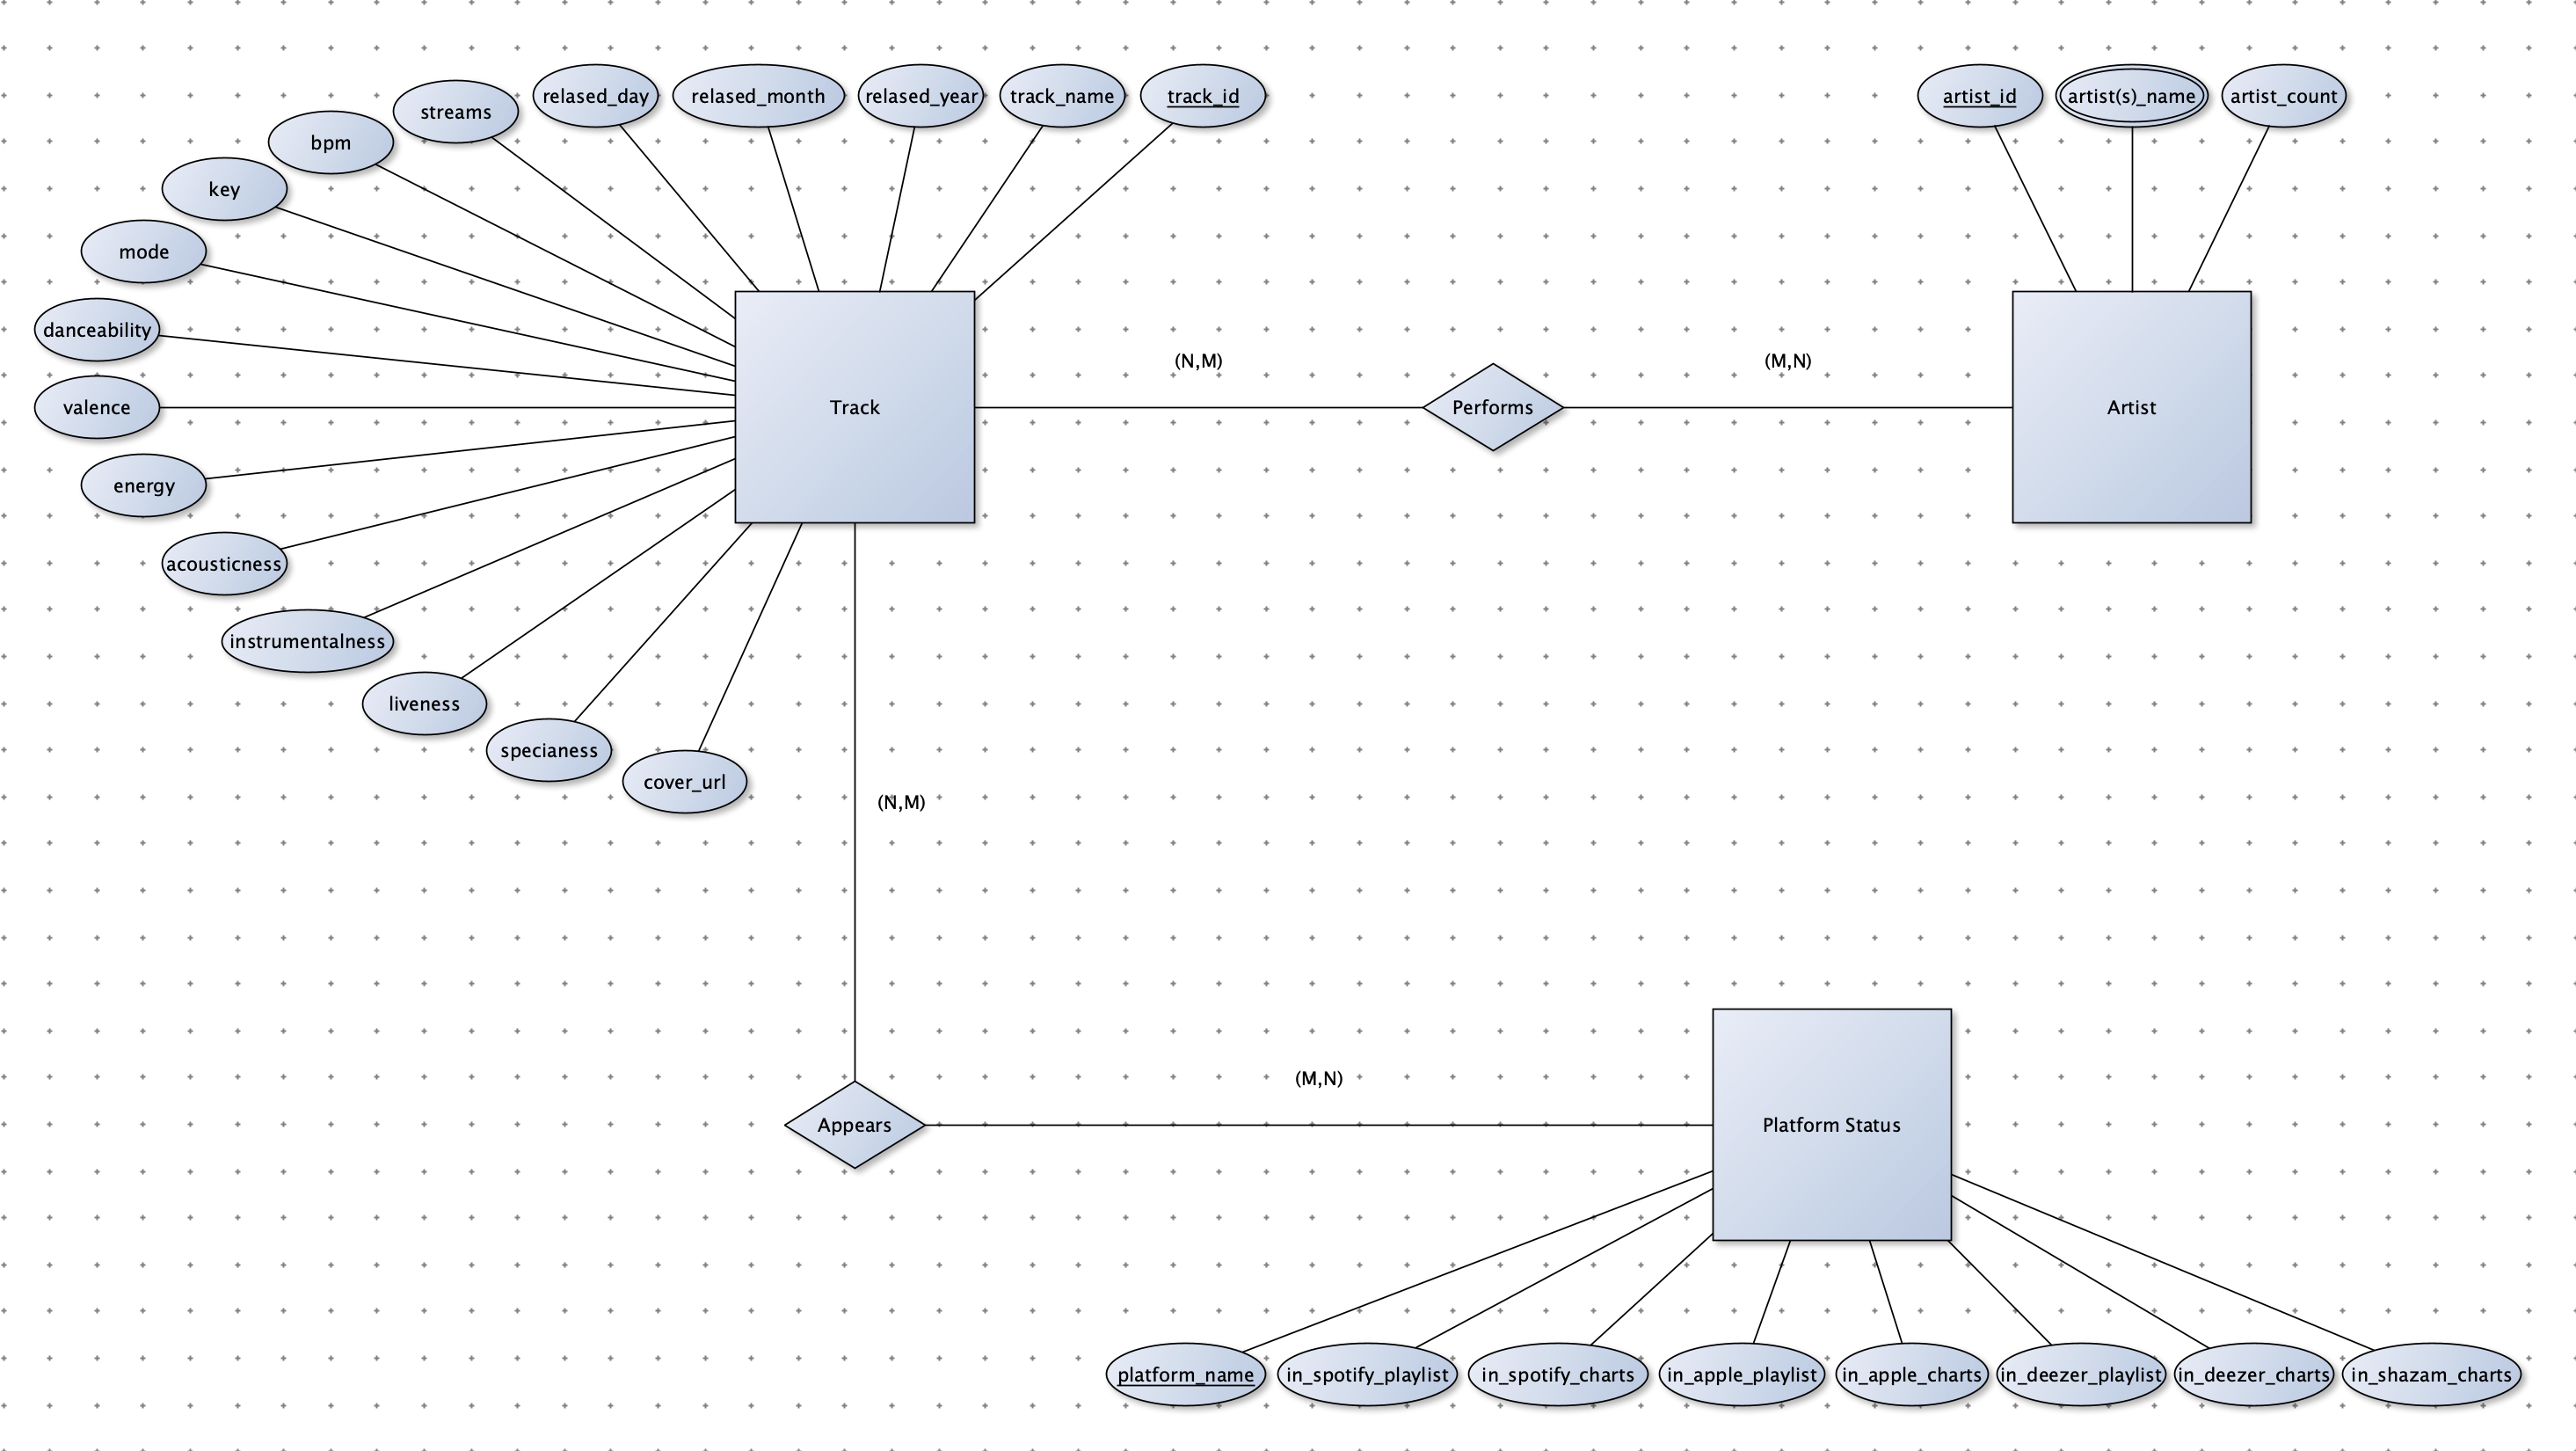 relased_day
relased_month
relased_year
track_name
track_id
artist_id
artist(s)_name
artist_count
streams
bpm
key
mode
danceability
valence
energy
acousticness
instrumentalness
liveness
specianess
cover_url
Track
(N,M)
Performs
(M,N)
Artist
(N,M)
Appears
(M,N)
Platform Status
platform_name
in_spotify_playlist
in_spotify_charts
in_apple_playlist
in_apple_charts
in_deezer_playlist
in_deezer_charts
in_shazam_charts